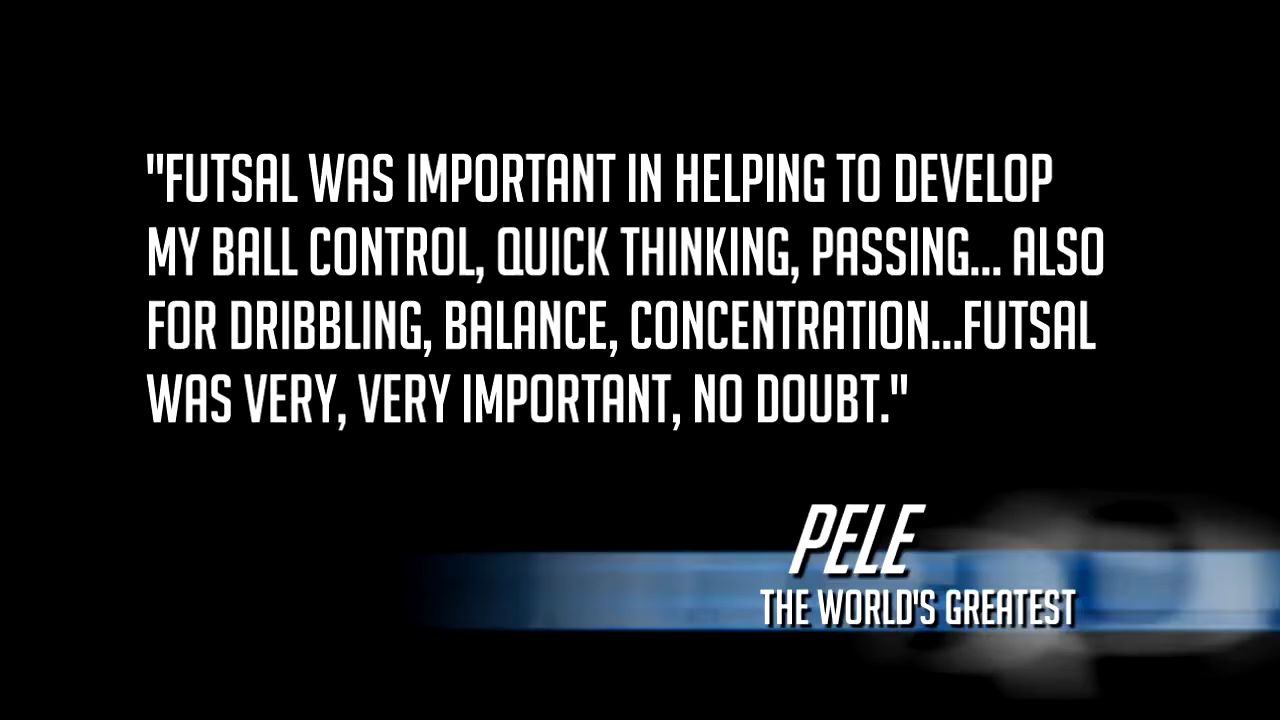 "FUTSAL WAS IMPORTANT IN HELPING TO DEVELOP
MY BALL CONTROL, QUICK THINKING, PASSING... ALSO
FOR DRIBBLING, BALANCE, CONCENTRATION...FUTSAL
WAS VERY, VERY IMPORTANT, NO DOUBT."
PELE
THE WORLD'S GREATEST